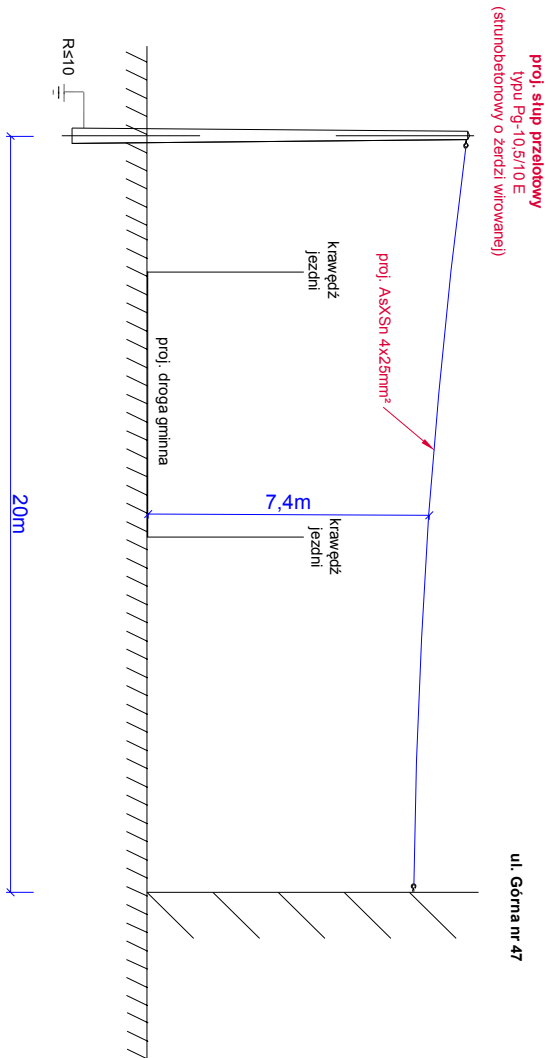 proj. słup przelotowy
typu Pg-10,5/10 E
(strunobetonowy o żerdzi wirowanej)
ul. Górna nr 47
proj. AsXSn 4x25mm²
krawędź
jezdni
krawędź
jezdni
7,4m
proj. droga gminna
R≤10
20m